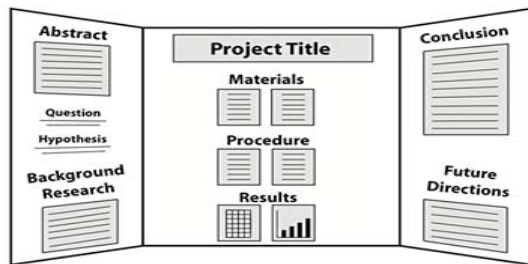 Abstract
Question
Hypothesis
Background
Research
Project Title
Materials
Procedure
Results
Conclusion
Future
Directions